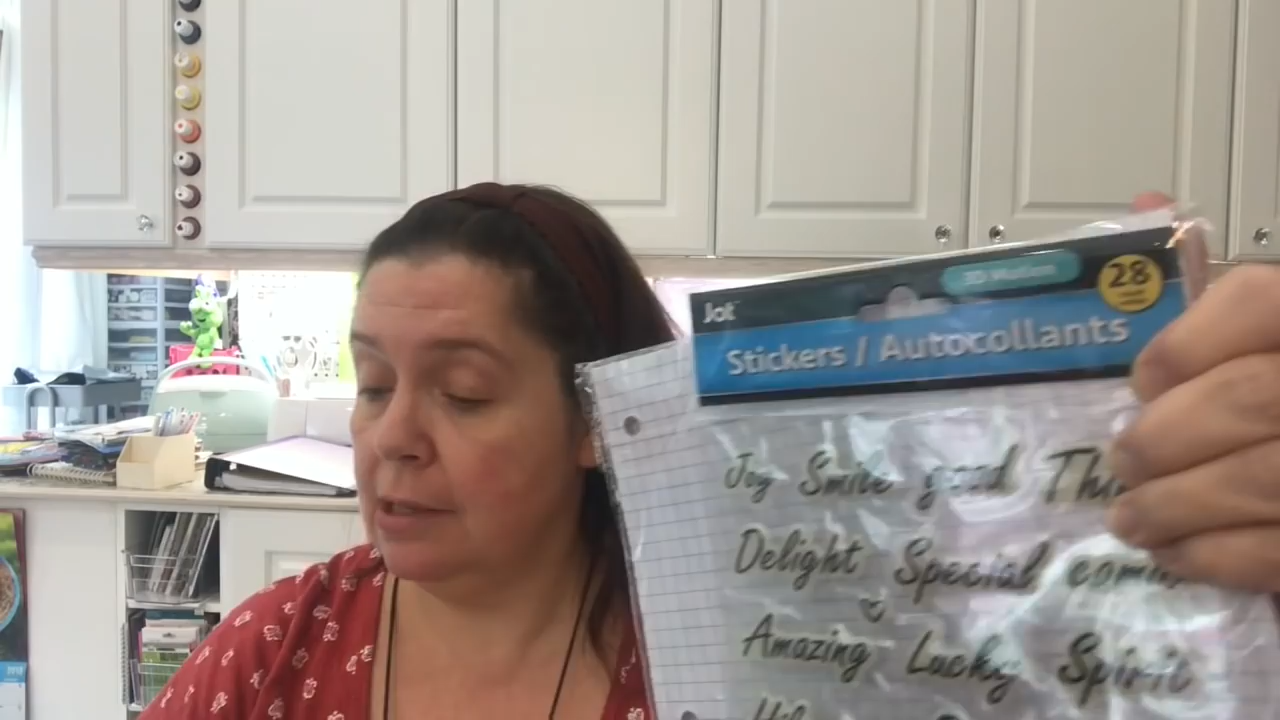 Jot
3D Motion
28
Stickers / Autocollants
Joy Smile good
Delight Special
Amazing Lucky Spirit